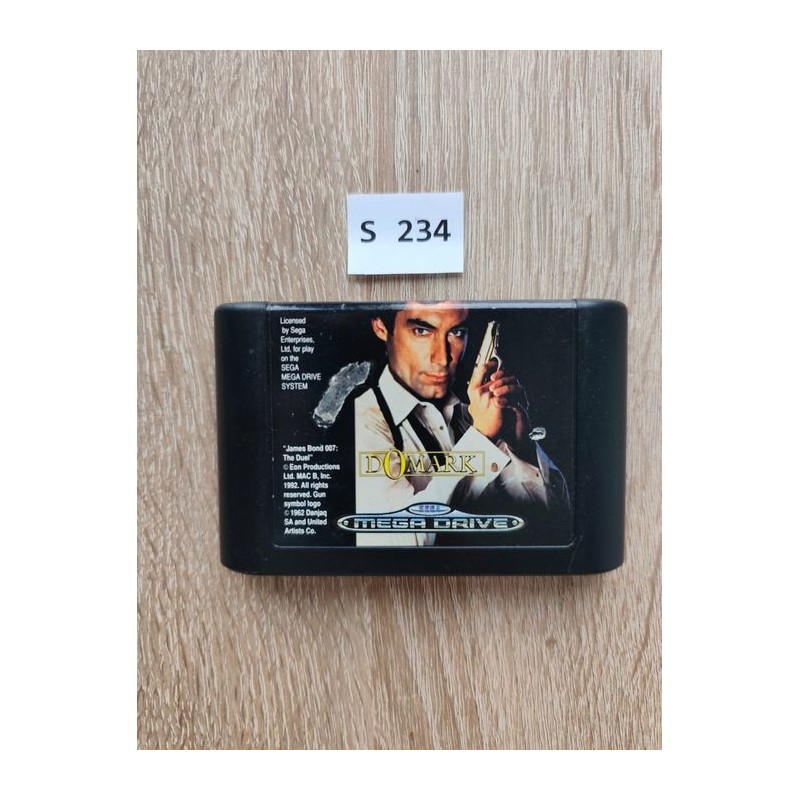 S 234
Licensed
by Sega
Enterprises,
Ltd, for play
on the
SEGA
MEGA DRIVE
SYSTEM
"James Bond 007:
The Duel"
© Eon Productions
Ltd. MAC B, Inc.
1992. All rights
reserved. Gun
symbol logo
© 1962 Danjaq
SA and United
Artists Co.
DOMARK
SEGA
MEGA DRIVE